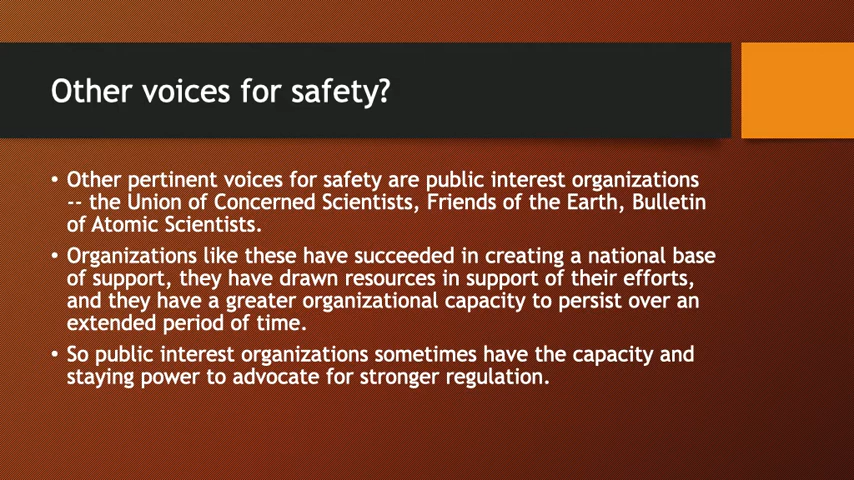 Other voices for safety?
• Other pertinent voices for safety are public interest organizations
-- the Union of Concerned Scientists, Friends of the Earth, Bulletin
of Atomic Scientists.
• Organizations like these have succeeded in creating a national base
of support, they have drawn resources in support of their efforts,
and they have a greater organizational capacity to persist over an
extended period of time.
• So public interest organizations sometimes have the capacity and
staying power to advocate for stronger regulation.